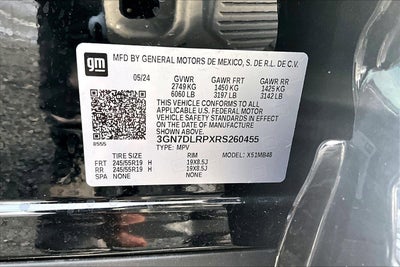 gm
MFD BY GENERAL MOTORS DE MEXICO, S. DE R.L. DE C.V.
05/24 GVWR GAWR FRT GAWR RR
2749 KG 1450 KG 1425 KG
6060 LB 3197 LB 3142 LB
THIS VEHICLE CONFORMS TO ALL APPLICABLE U.S. FEDERAL MOTOR
VEHICLE SAFETY STANDARDS IN EFFECT ON THE
DATE OF MANUFACTURE SHOWN ABOVE.
3GN7DLRPXRS260455
TYPE: MPV MODEL: X51MB48
TIRE SIZE RIM
FRT 245/55R19 H 19X8.5J
RR 245/55R19 H 19X8.5J
SPA NONE NONE